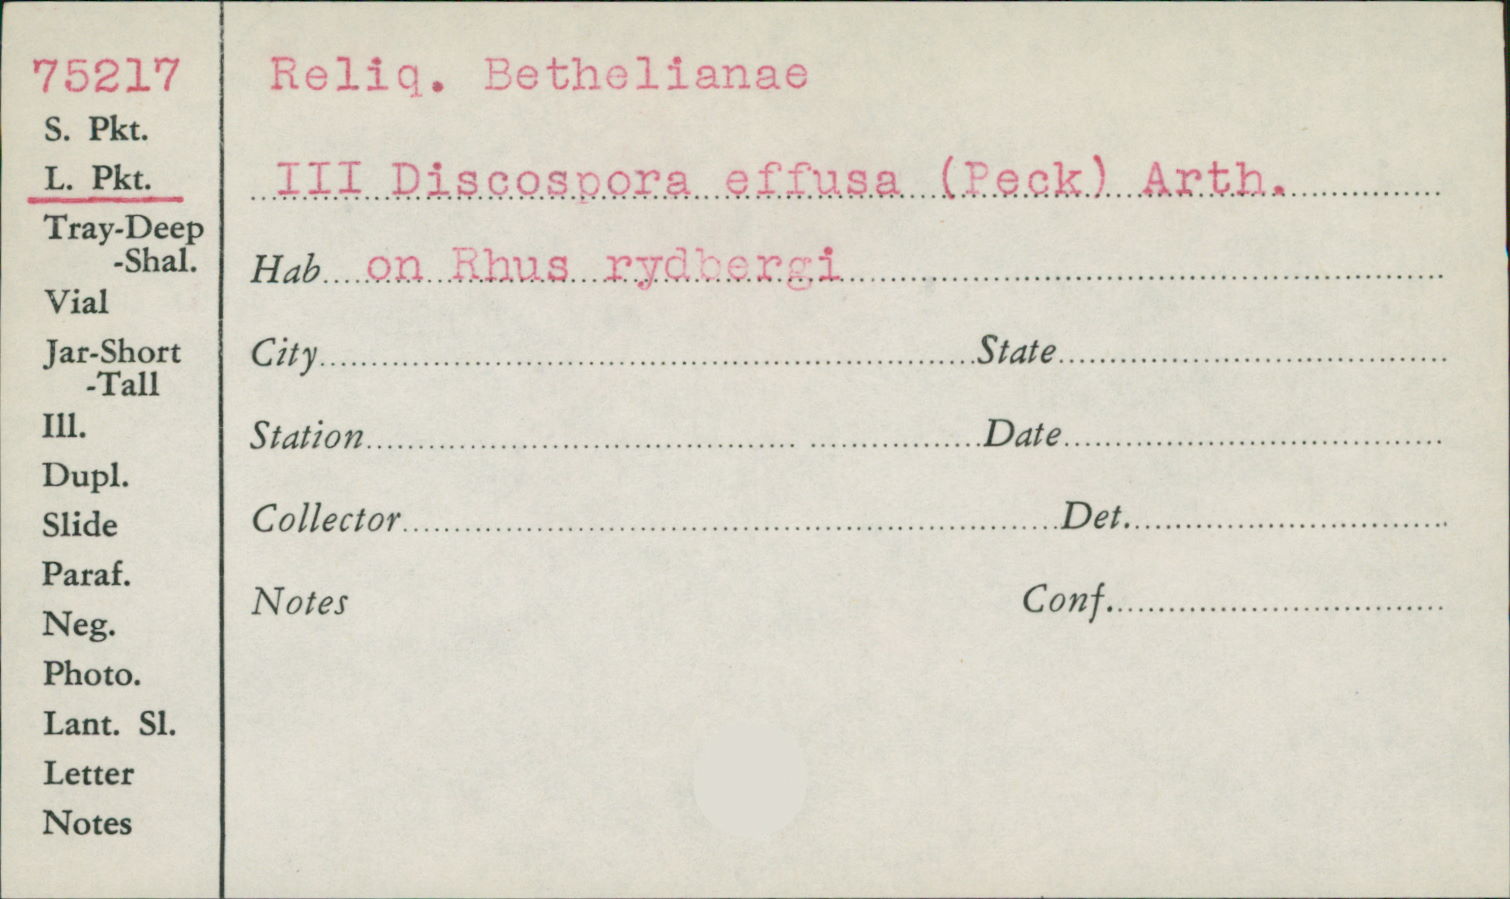 75217
S. Pkt.
L. Pkt.
Tray-Deep
-Shal.
Vial
Jar-Short
-Tall
Ill.
Dupl.
Slide
Paraf.
Neg.
Photo.
Lant. Sl.
Letter
Notes
Reliq. Bethelianae
III Discospora effusa (Peck) Arth.
Hab on Rhus rydbergi
City State
Station Date
Collector Det.
Notes Conf.